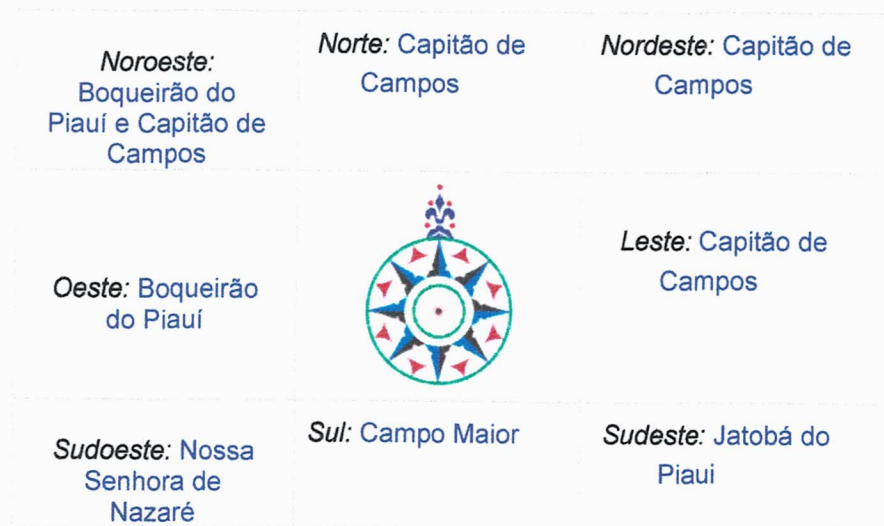 Noroeste:
Boqueirão do
Piauí e Capitão de
Campos
Norte: Capitão de
Campos
Nordeste: Capitão de
Campos
Oeste: Boqueirão
do Piauí
Leste: Capitão de
Campos
Sudoeste: Nossa
Senhora de
Nazaré
Sul: Campo Maior
Sudeste: Jatobá do
Piaui